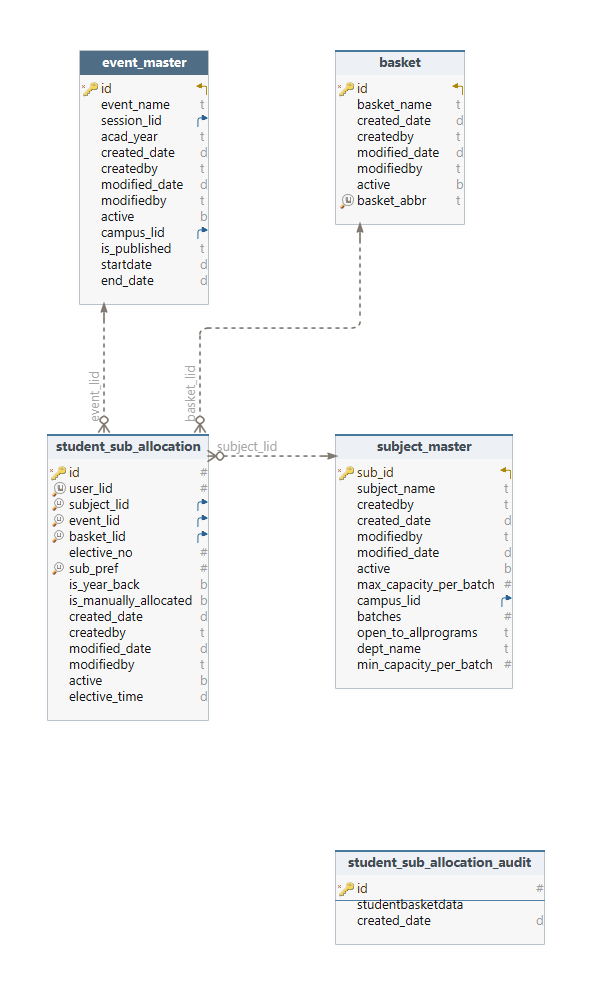 event_master
id
event_name t
session_lid
acad_year t
created_date d
createdby t
modified_date d
modifiedby t
active b
campus_lid
is_published t
startdate d
end_date d
basket
id
basket_name t
created_date d
createdby t
modified_date d
modifiedby t
active b
basket_abbr t
event_lid
basket_lid
student_sub_allocation
id #
user_lid #
subject_lid
event_lid
basket_lid
elective_no #
sub_pref #
is_year_back b
is_manually_allocated b
created_date d
createdby t
modified_date d
modifiedby t
active b
elective_time d
subject_lid
subject_master
sub_id
subject_name t
createdby t
created_date d
modifiedby t
modified_date d
active b
max_capacity_per_batch #
campus_lid
batches #
open_to_allprograms t
dept_name t
min_capacity_per_batch #
student_sub_allocation_audit
id #
studentbasketdata
created_date d